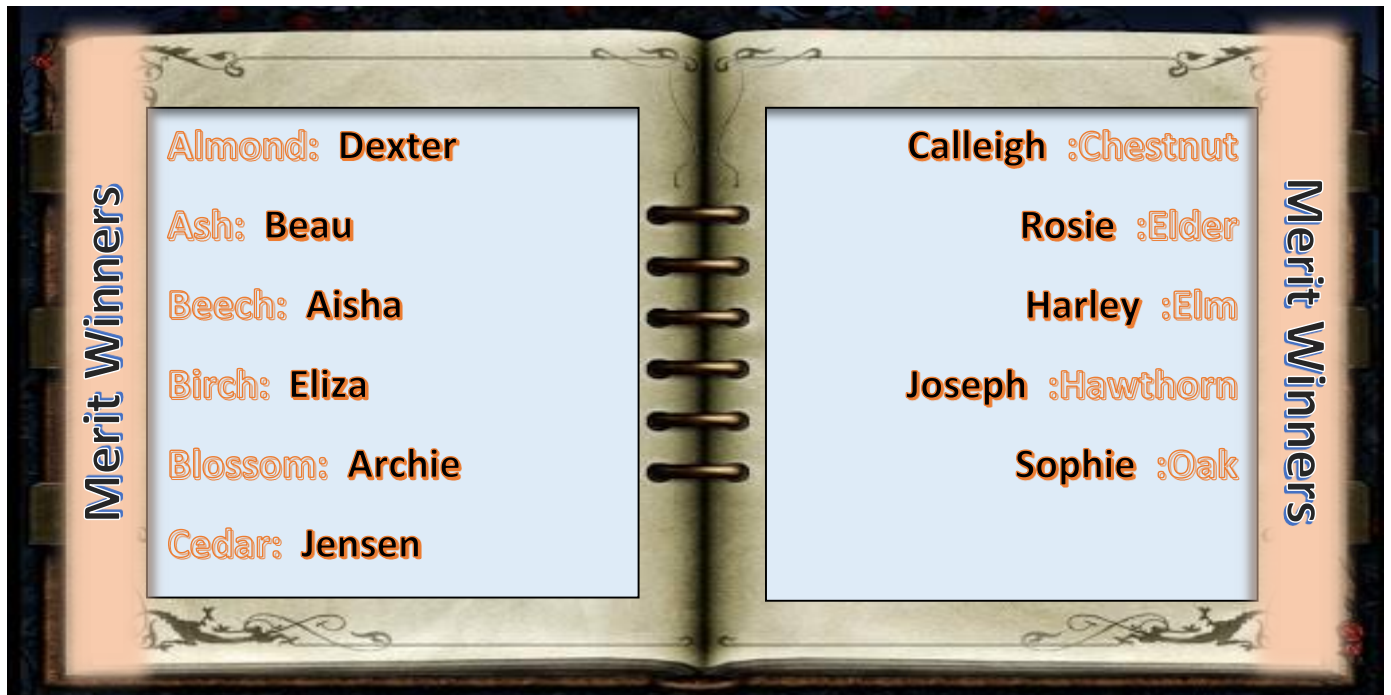 Merit Winners
Almond: Dexter
Ash: Beau
Beech: Aisha
Birch: Eliza
Blossom: Archie
Cedar: Jensen
Calleigh :Chestnut
Rosie :Elder
Harley :Elm
Joseph :Hawthorn
Sophie :Oak
Merit Winners